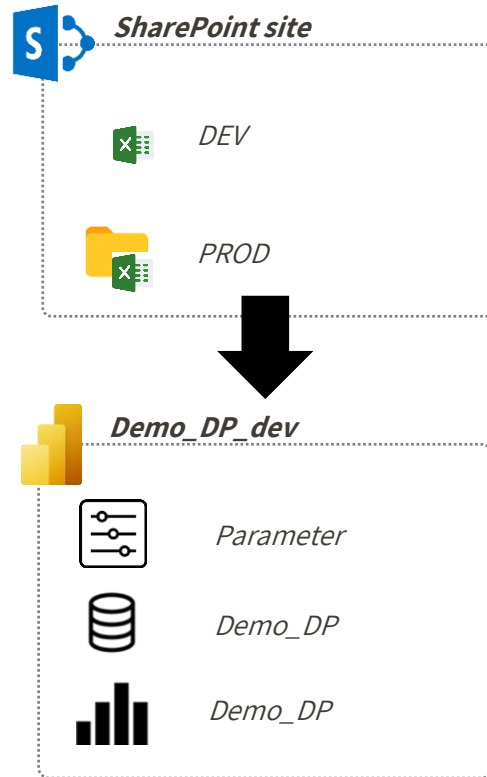 S
SharePoint site
DEV
PROD
Demo_DP_dev
Parameter
Demo_DP
Demo_DP